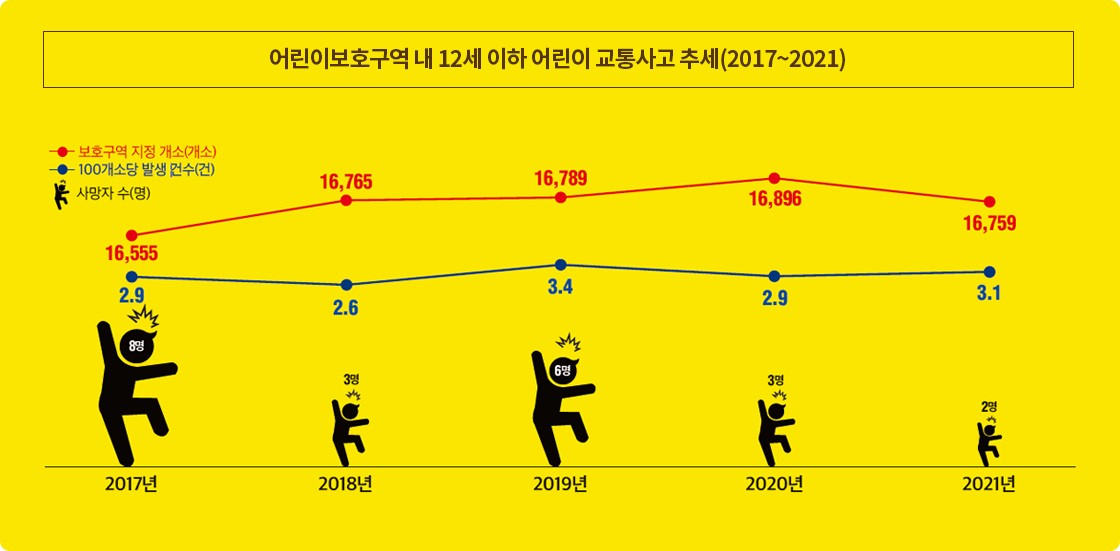 어린이보호구역 내 12세 이하 어린이 교통사고 추세(2017~2021)
보호구역 지정 개소(개소)
100개소당 발생 건수(건)
사망자 수(명)
16,555
16,765
16,789
16,896
16,759
2.9
2.6
3.4
2.9
3.1
8명
3명
6명
3명
2명
2017년
2018년
2019년
2020년
2021년